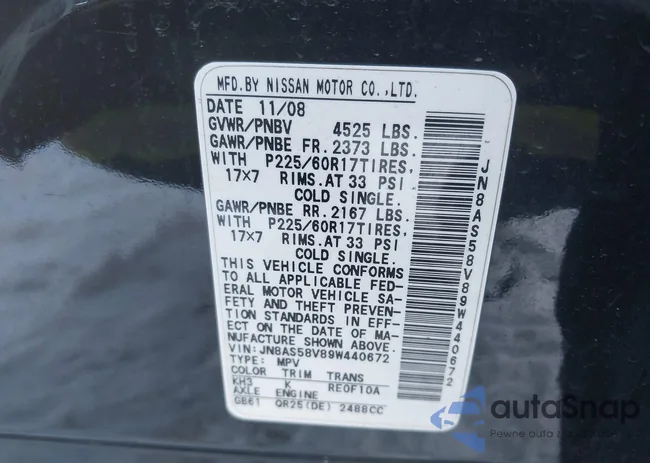 MFD.BY NISSAN MOTOR CO.,LTD.
DATE 11/08
GVWR/PNBV 4525 LBS.
GAWR/PNBE FR. 2373 LBS.
WITH P225/60R17TIRES,
17×7 RIMS.AT 33 PSI
COLD SINGLE.
GAWR/PNBE RR. 2167 LBS.
WITH P225/60R17TIRES,
17×7 RIMS.AT 33 PSI
COLD SINGLE.
THIS VEHICLE CONFORMS
TO ALL APPLICABLE FED-
ERAL MOTOR VEHICLE SA-
FETY AND THEFT PREVEN-
TION STANDARDS IN EFF-
ECT ON THE DATE OF MA-
NUFACTURE SHOWN ABOVE.
VIN: JN8AS58V89W440672
TYPE: MPV
COLOR TRIM TRANS
KH3 K RE0F10A
AXLE ENGINE
GB61 QR25(DE) 2488CC
JN8AS58V89W440672
autoSnap
Pewne auto z USA